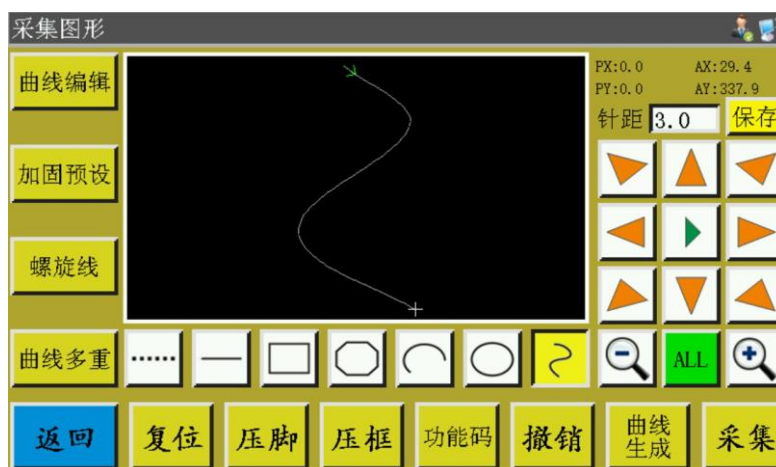 采集图形
曲线编辑
加固预设
螺旋线
曲线多重
PX:0.0 AX:29.4
PY:0.0 AY:337.9
针距 3.0 保存
ALL
返回 复位 压脚 压框 功能码 撤销 曲线生成 采集